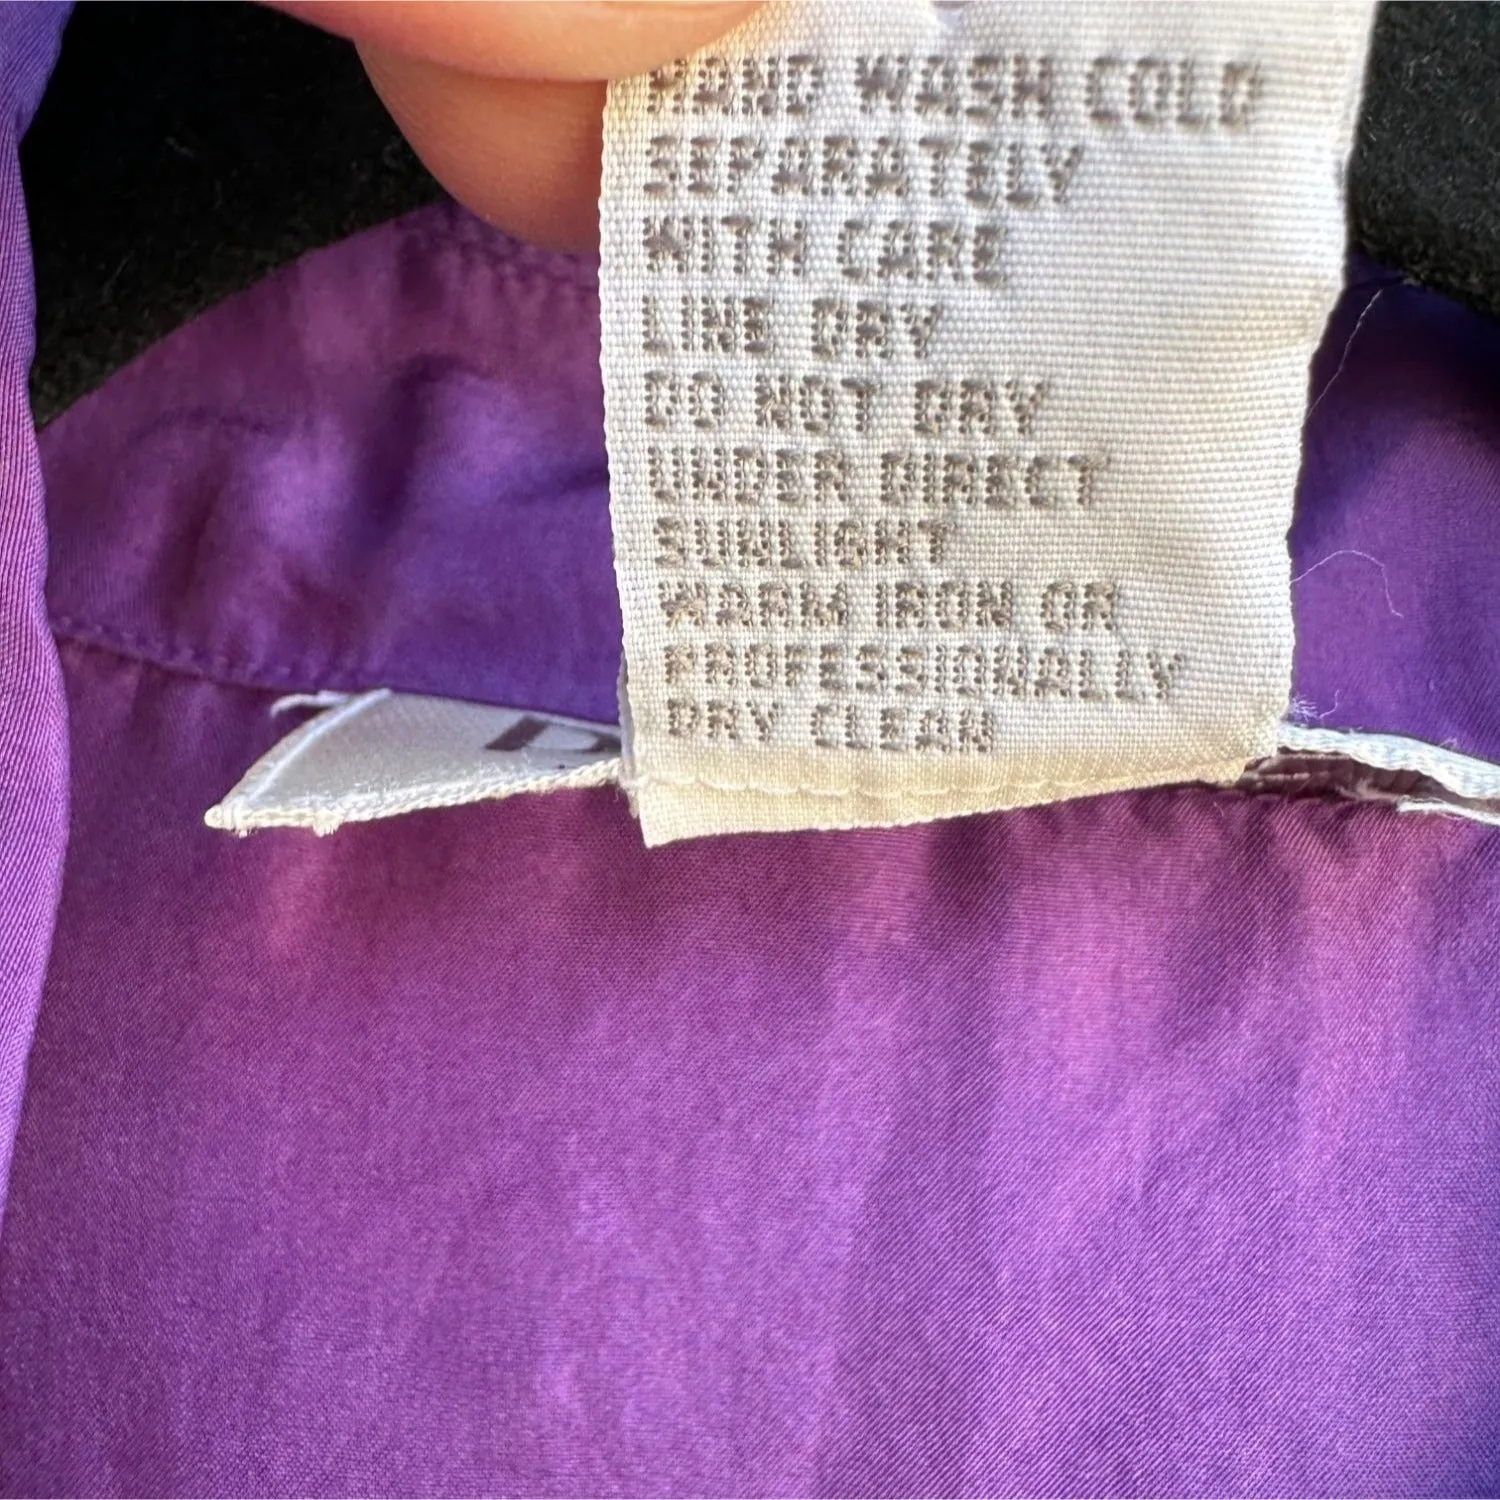 HAND WASH COLD
SEPARATELY
WITH CARE
LINE DRY
DO NOT DRY
UNDER DIRECT
SUNLIGHT
WARM IRON OR
PROFESSIONALLY
DRY CLEAN